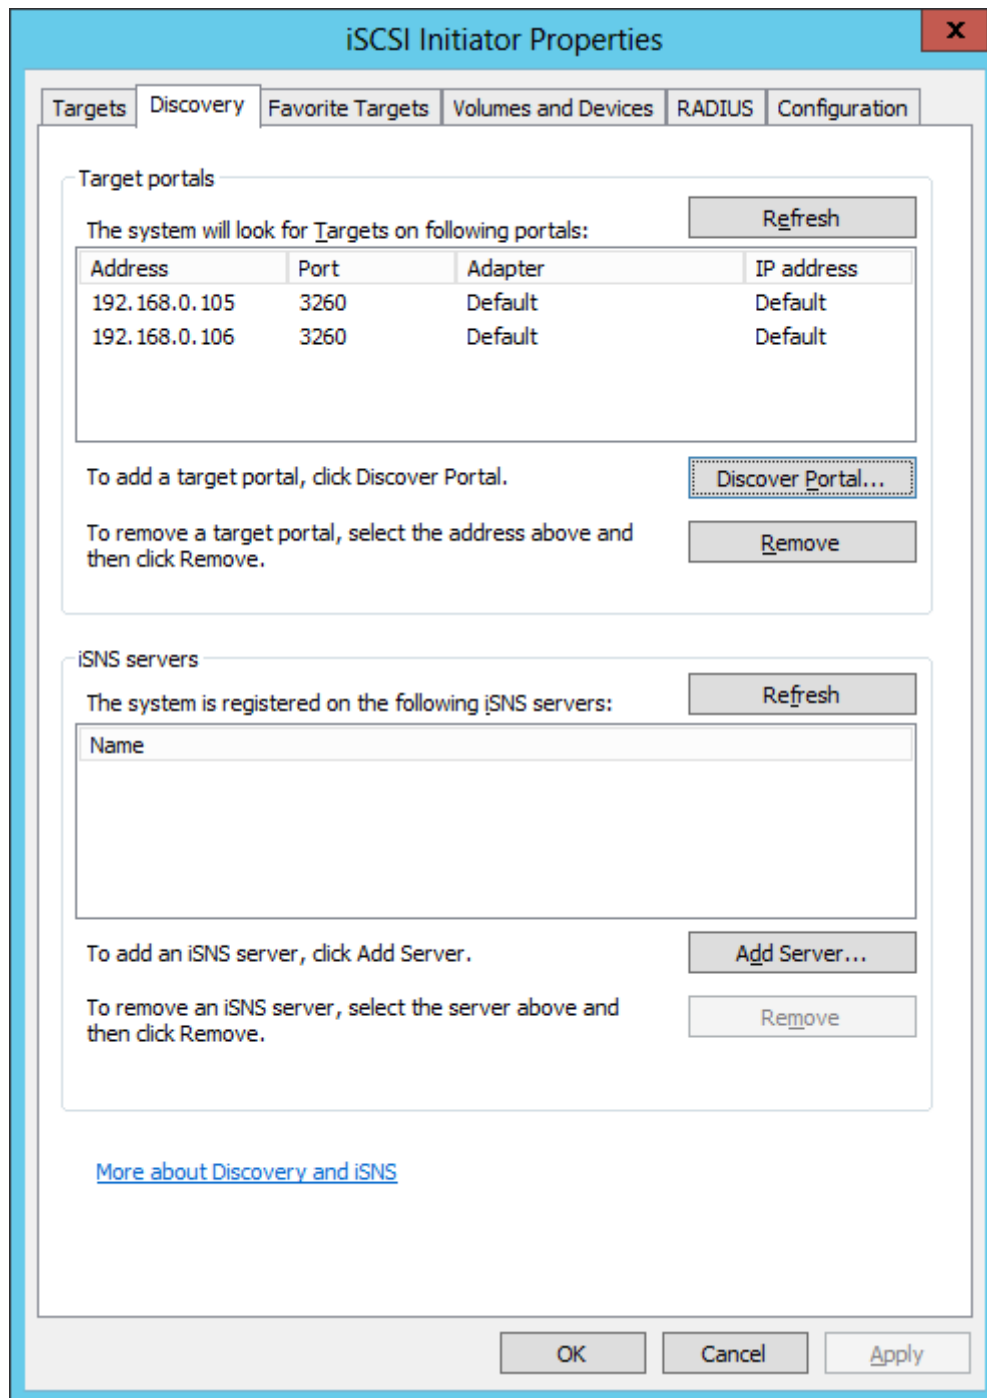 iSCSI Initiator Properties
x
Targets Discovery Favorite Targets Volumes and Devices RADIUS Configuration
Target portals
The system will look for Targets on following portals:
Refresh
Address Port Adapter IP address
192.168.0.105 3260 Default Default
192.168.0.106 3260 Default Default
To add a target portal, click Discover Portal.
Discover Portal...
To remove a target portal, select the address above and
then click Remove.
Remove
iSNS servers
The system is registered on the following iSNS servers:
Refresh
Name
To add an iSNS server, click Add Server.
Add Server...
To remove an iSNS server, select the server above and
then click Remove.
Remove
More about Discovery and iSNS
OK Cancel Apply